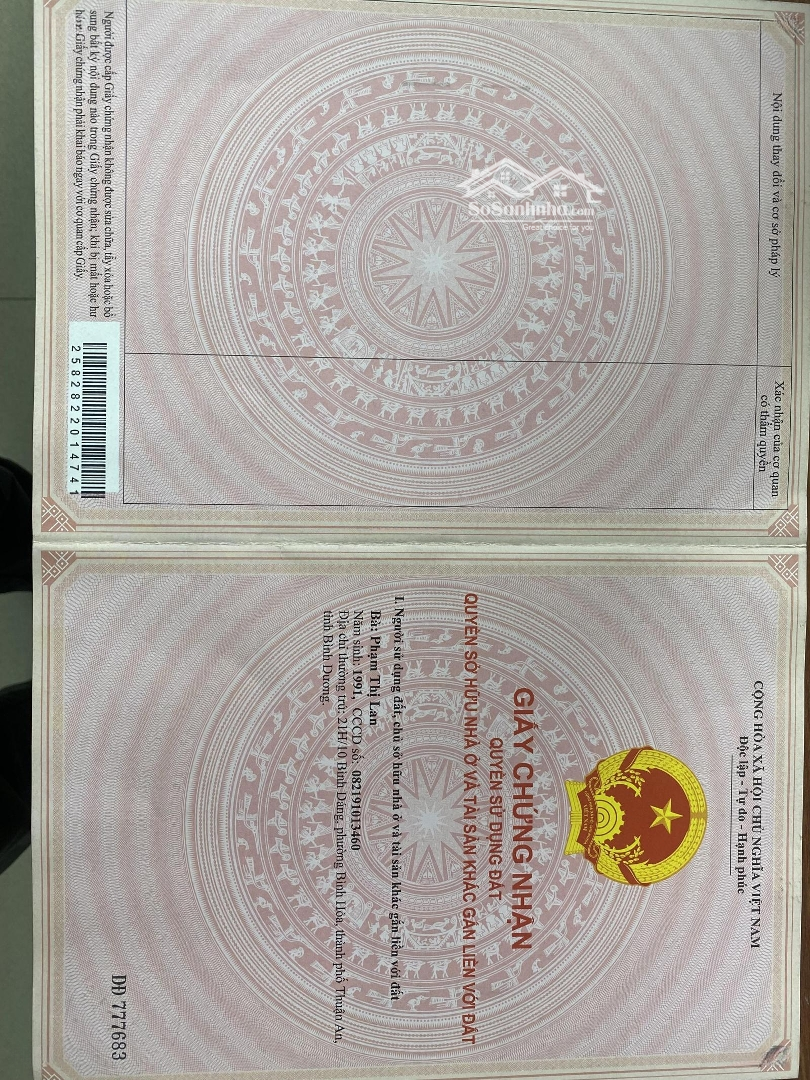 CỘNG HÒA XÃ HỘI CHỦ NGHĨA VIỆT NAM
Độc lập - Tự do - Hạnh phúc
GIẤY CHỨNG NHẬN
QUYỀN SỬ DỤNG ĐẤT
QUYỀN SỞ HỮU NHÀ Ở VÀ TÀI SẢN KHÁC GẮN LIỀN VỚI ĐẤT
I. Người sử dụng đất, chủ sở hữu nhà ở và tài sản khác gắn liền với đất
Bà: Phạm Thị Lan
Năm sinh: 1991, CCCD số: 082191013460
Địa chỉ thường trú: 21H/10 Bình Đáng, phường Bình Hòa, thành phố Thuận An,
tỉnh Bình Dương.
DĐ 777683
Nội dung thay đổi và cơ sở pháp lý
Xác nhận của cơ quan
có thẩm quyền
SoSanhnha.com
Great choice for you
Người được cấp Giấy chứng nhận không được sửa chữa, tẩy xóa hoặc bổ
sung bất kỳ nội dung nào trong Giấy chứng nhận; khi bị mất hoặc hư
hỏng Giấy chứng nhận phải khai báo ngay với cơ quan cấp Giấy.
2582822014741